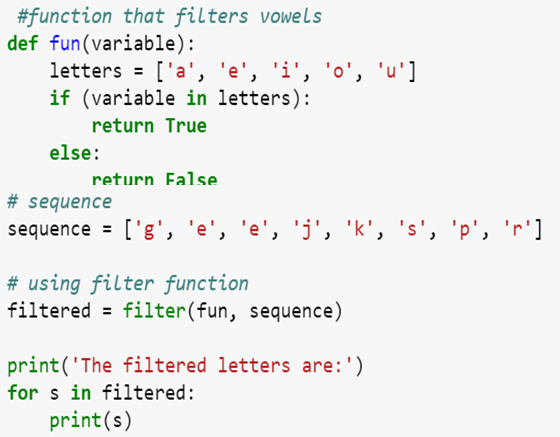 #function that filters vowels
def fun(variable):
    letters = ['a', 'e', 'i', 'o', 'u']
    if (variable in letters):
        return True
    else:
        return False
# sequence
sequence = ['g', 'e', 'e', 'j', 'k', 's', 'p', 'r']
# using filter function
filtered = filter(fun, sequence)
print('The filtered letters are:')
for s in filtered:
    print(s)